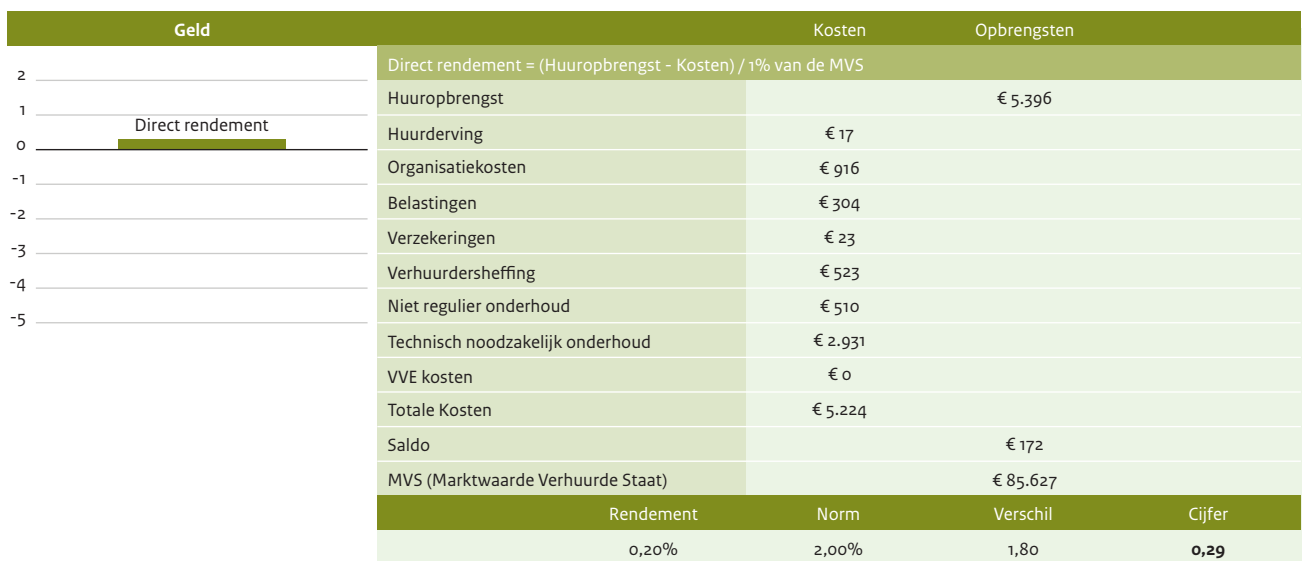 Geld Kosten Opbrengsten
2
1
0
-1
-2
-3
-4
-5
Direct rendement
Direct rendement = (Huuropbrengst - Kosten) / 1% van de MVS
Huuropbrengst € 5.396
Huurderving € 17
Organisatiekosten € 916
Belastingen € 304
Verzekeringen € 23
Verhuurdersheffing € 523
Niet regulier onderhoud € 510
Technisch noodzakelijk onderhoud € 2.931
VVE kosten € 0
Totale Kosten € 5.224
Saldo € 172
MVS (Marktwaarde Verhuurde Staat) € 85.627
Rendement Norm Verschil Cijfer
0,20% 2,00% 1,80 0,29